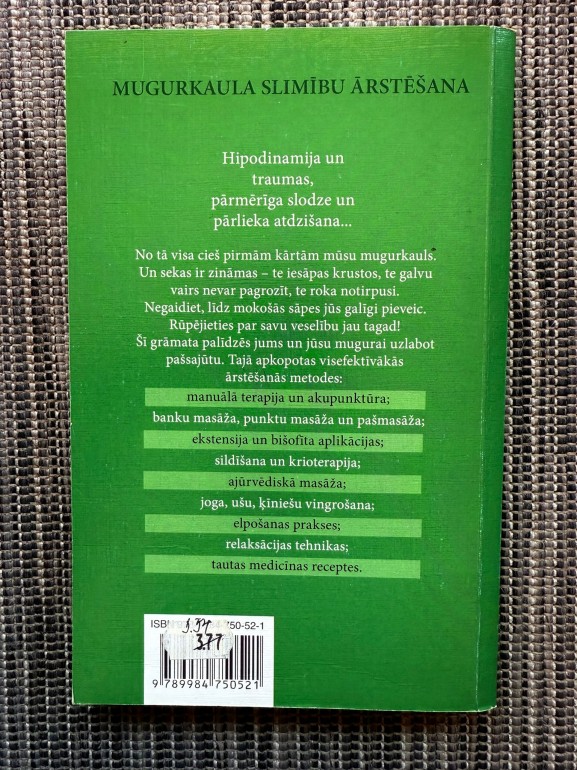 MUGURKAULA SLIMĪBU ĀRSTĒŠANA
Hipodinamija un
traumas,
pārmērīga slodze un
pārlieka atdzišana...
No tā visa cieš pirmām kārtām mūsu mugurkauls.
Un sekas ir zināmas – te iesāpas krustos, te galvu
vairs nevar pagrozīt, te roka notirpusi.
Negaidiet, līdz mokošās sāpes jūs galīgi pieveic.
Rūpējieties par savu veselību jau tagad!
Šī grāmata palīdzēs jums un jūsu mugurai uzlabot
pašsajūtu. Tajā apkopotas visefektīvākās
ārstēšanās metodes:
manuālā terapija un akupunktūra;
banku masāža, punktu masāža un pašmasāža;
ekstensija un bišofīta aplikācijas;
sildīšana un krioterapija;
ajūrvēdiskā masāža;
joga, ušu, ķīniešu vingrošana;
elpošanas prakses;
relaksācijas tehnikas;
tautas medicīnas receptes.
ISBN 750-52-1
3.77
9 789984 750521